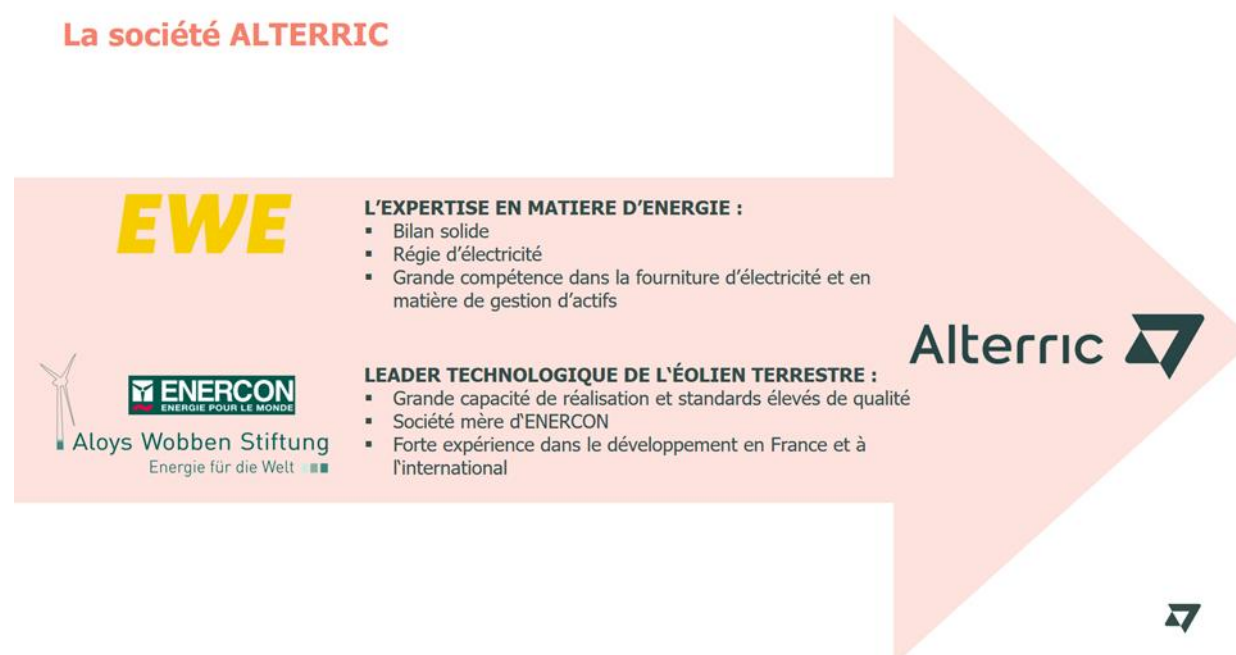 La société ALTERRIC
EWE
L’EXPERTISE EN MATIERE D’ENERGIE :
▪ Bilan solide
▪ Régie d’électricité
▪ Grande compétence dans la fourniture d’électricité et en
matière de gestion d’actifs
Alterric
ENERCON
ENERGIE POUR LE MONDE
Aloys Wobben Stiftung
Energie für die Welt
LEADER TECHNOLOGIQUE DE L‘ÉOLIEN TERRESTRE :
▪ Grande capacité de réalisation et standards élevés de qualité
▪ Société mère d‘ENERCON
▪ Forte expérience dans le développement en France et à
l‘international